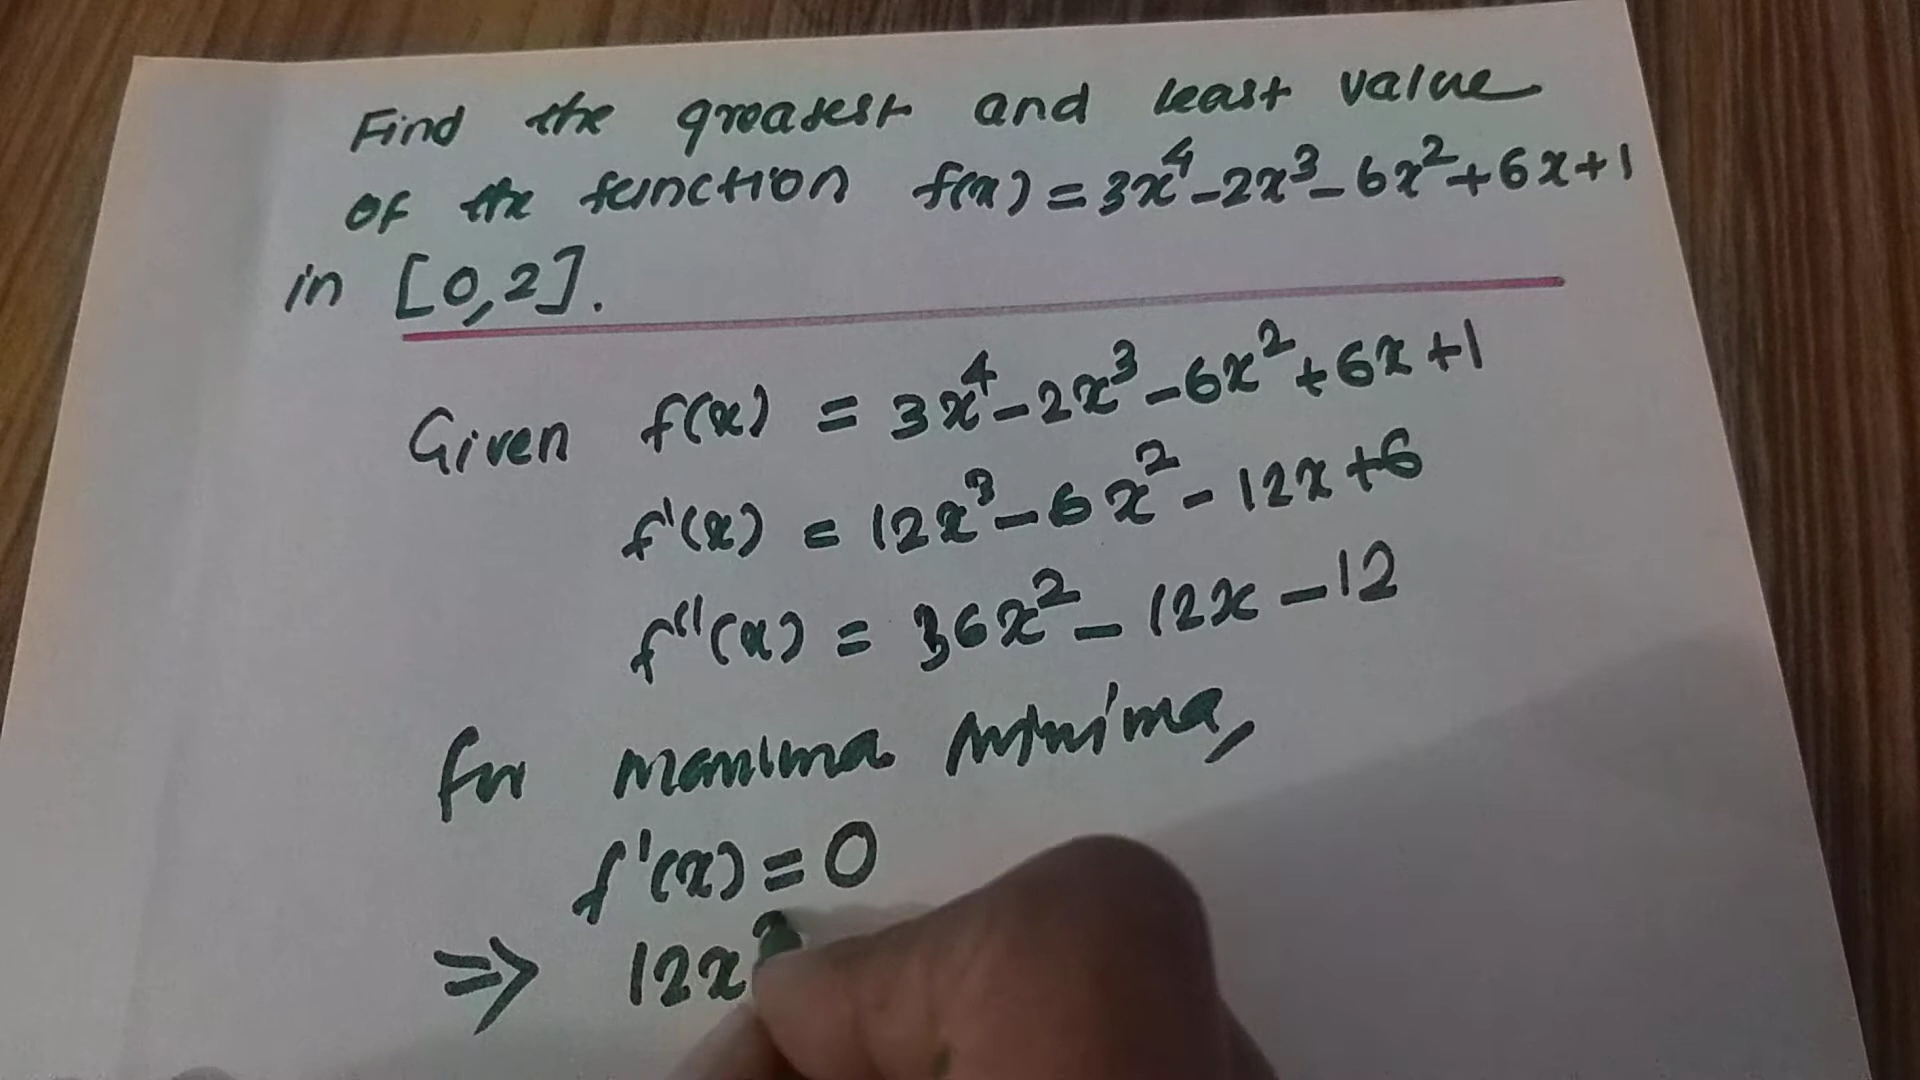 Find the greatest and least value
of the function f(x) = 3x⁴-2x³-6x²+6x+1
in [0,2].
Given f(x) = 3x⁴-2x³-6x²+6x+1
f'(x) = 12x³-6x²-12x+6
f''(x) = 36x²-12x-12
for maxima minima,
f'(x)=0
=> 12x